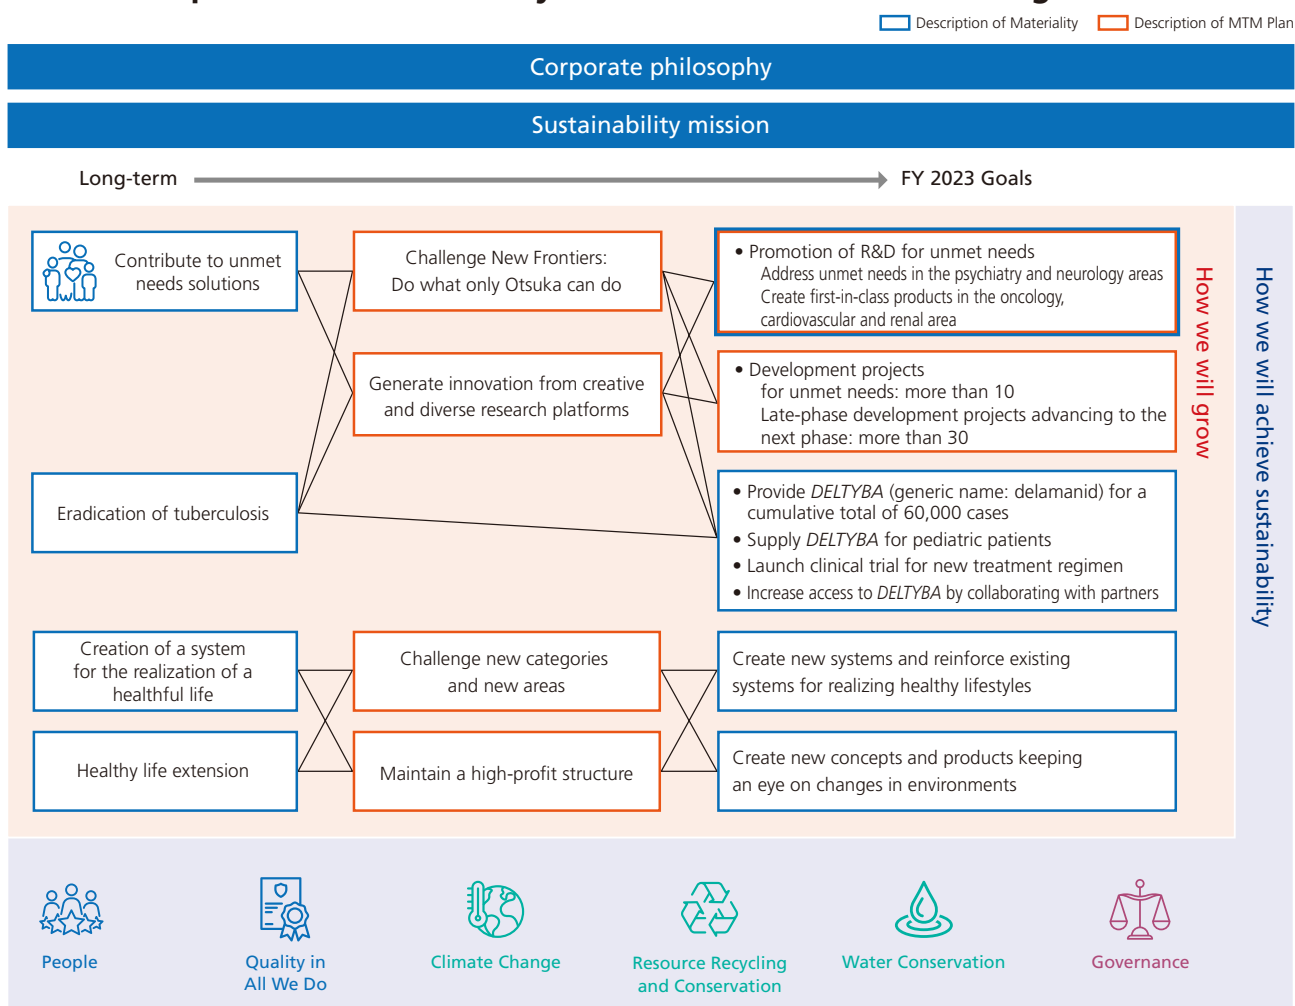 Description of Materiality
Description of MTM Plan
Corporate philosophy
Sustainability mission
Long-term
FY 2023 Goals
Contribute to unmet
needs solutions
Eradication of tuberculosis
Creation of a system
for the realization of a
healthful life
Healthy life extension
Challenge New Frontiers:
Do what only Otsuka can do
Generate innovation from creative
and diverse research platforms
Challenge new categories
and new areas
Maintain a high-profit structure
• Promotion of R&D for unmet needs
Address unmet needs in the psychiatry and neurology areas
Create first-in-class products in the oncology,
cardiovascular and renal area
• Development projects
for unmet needs: more than 10
Late-phase development projects advancing to the
next phase: more than 30
• Provide DELTYBA (generic name: delamanid) for a
cumulative total of 60,000 cases
• Supply DELTYBA for pediatric patients
• Launch clinical trial for new treatment regimen
• Increase access to DELTYBA by collaborating with partners
Create new systems and reinforce existing
systems for realizing healthy lifestyles
Create new concepts and products keeping
an eye on changes in environments
How we will grow
How we will achieve sustainability
People
Quality in
All We Do
Climate Change
Resource Recycling
and Conservation
Water Conservation
Governance